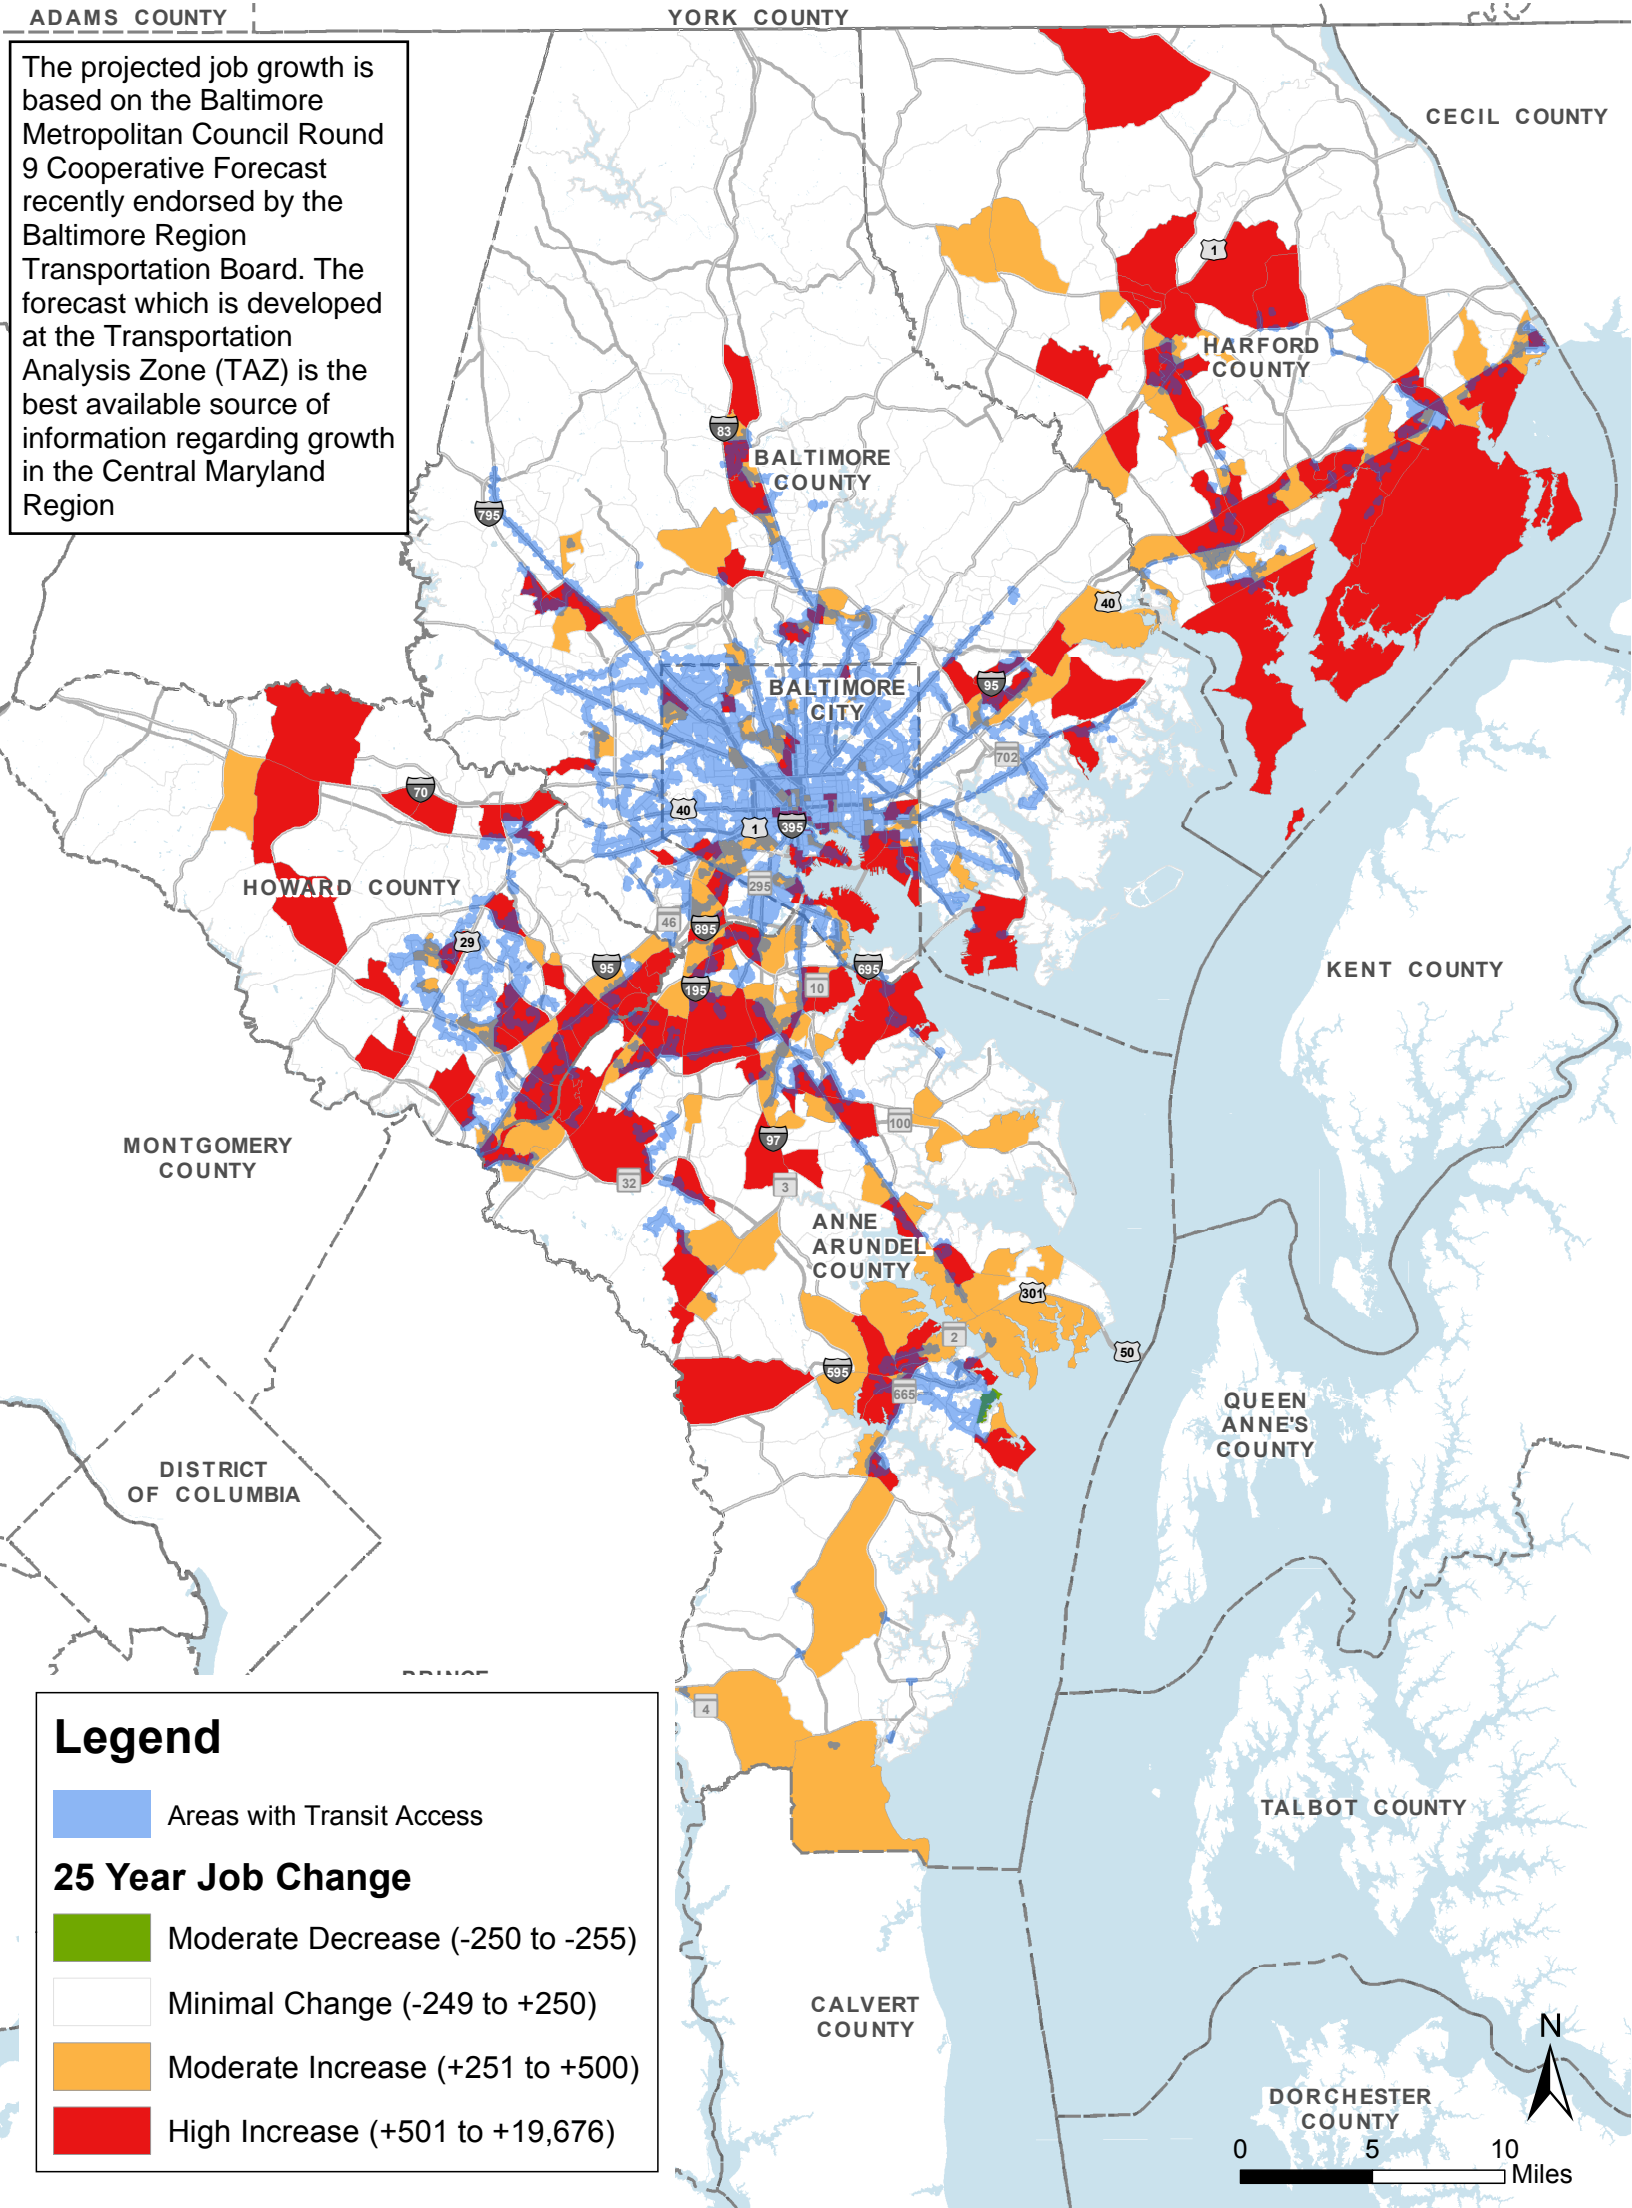 ADAMS COUNTY
YORK COUNTY
The projected job growth is
based on the Baltimore
Metropolitan Council Round
9 Cooperative Forecast
recently endorsed by the
Baltimore Region
Transportation Board. The
forecast which is developed
at the Transportation
Analysis Zone (TAZ) is the
best available source of
information regarding growth
in the Central Maryland
Region
CECIL COUNTY
1
HARFORD
COUNTY
83
BALTIMORE
COUNTY
795
40
95
BALTIMORE
CITY
702
70
40
1
395
HOWARD COUNTY
295
46
895
29
95
695
195
10
KENT COUNTY
100
97
MONTGOMERY
COUNTY
32
3
ANNE
ARUNDEL
COUNTY
301
2
50
595
665
QUEEN
ANNE'S
COUNTY
DISTRICT
OF COLUMBIA
PRINCE
4
Legend
Areas with Transit Access
25 Year Job Change
Moderate Decrease (-250 to -255)
Minimal Change (-249 to +250)
Moderate Increase (+251 to +500)
High Increase (+501 to +19,676)
TALBOT COUNTY
CALVERT
COUNTY
N
DORCHESTER
COUNTY
0 5 10
Miles